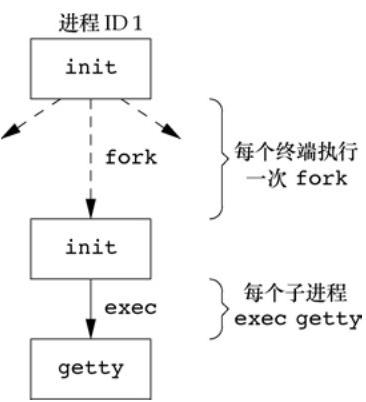 进程 ID 1
init
fork
每个终端执行
一次 fork
init
exec
每个子进程
exec getty
getty